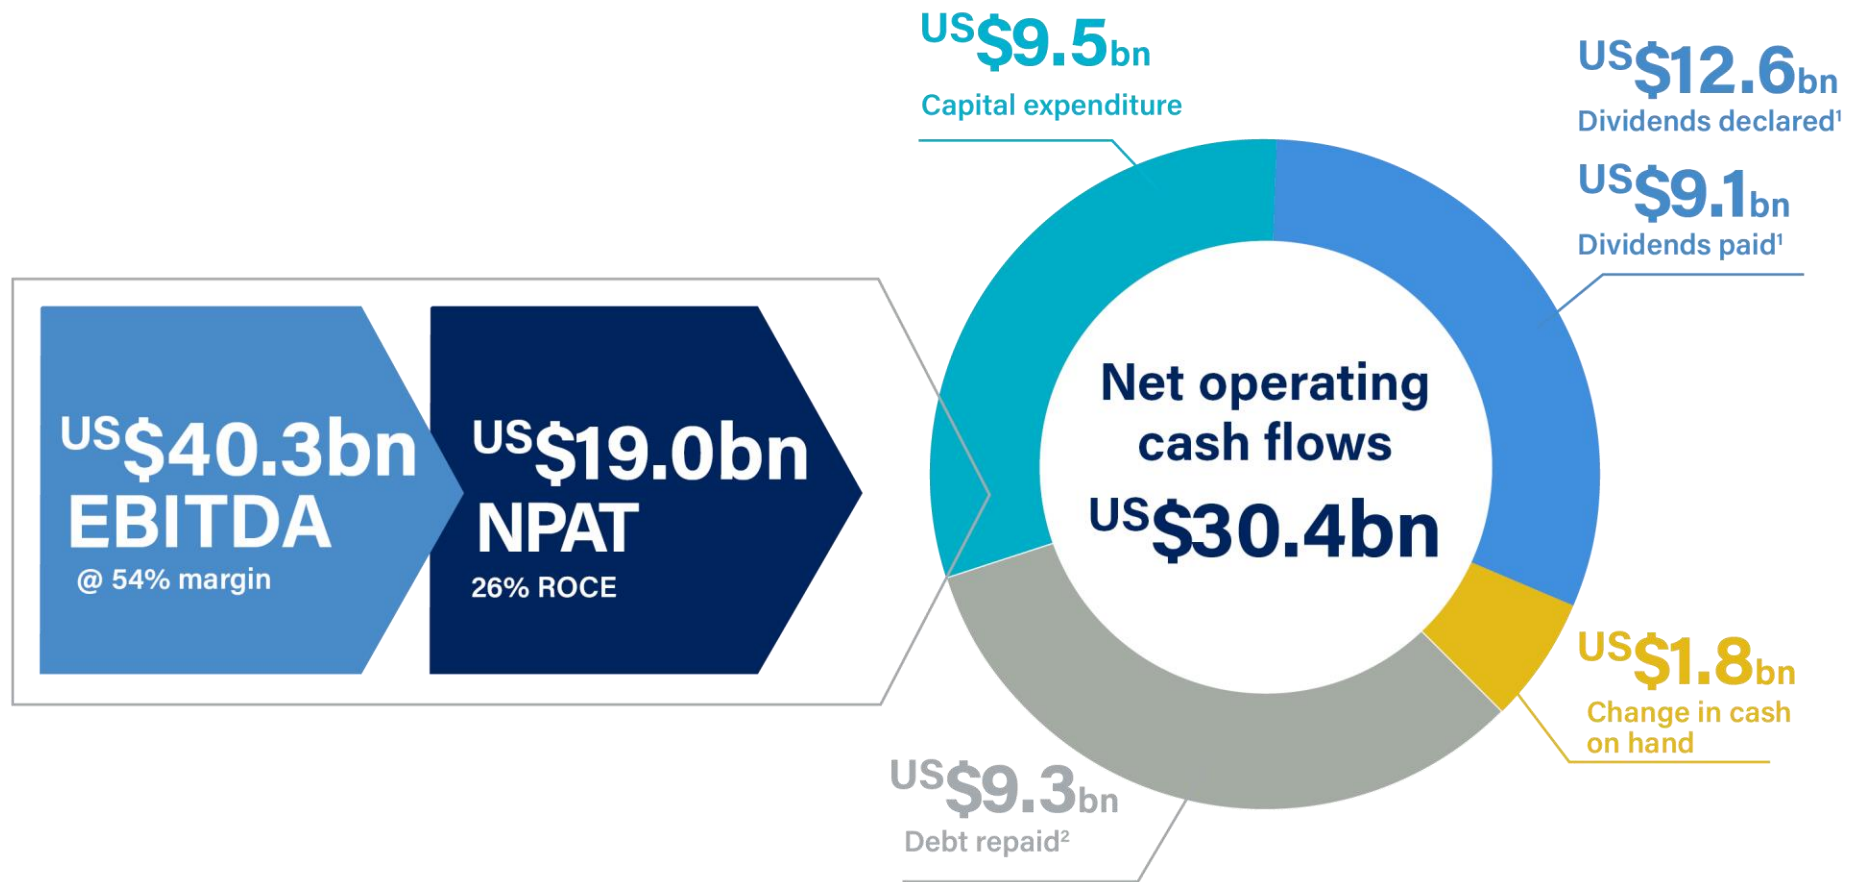 US$9.5bn
Capital expenditure
US$12.6bn
Dividends declared¹
US$9.1bn
Dividends paid¹
US$40.3bn
EBITDA
@ 54% margin
US$19.0bn
NPAT
26% ROCE
Net operating
cash flows
US$30.4bn
US$1.8bn
Change in cash
on hand
US$9.3bn
Debt repaid²